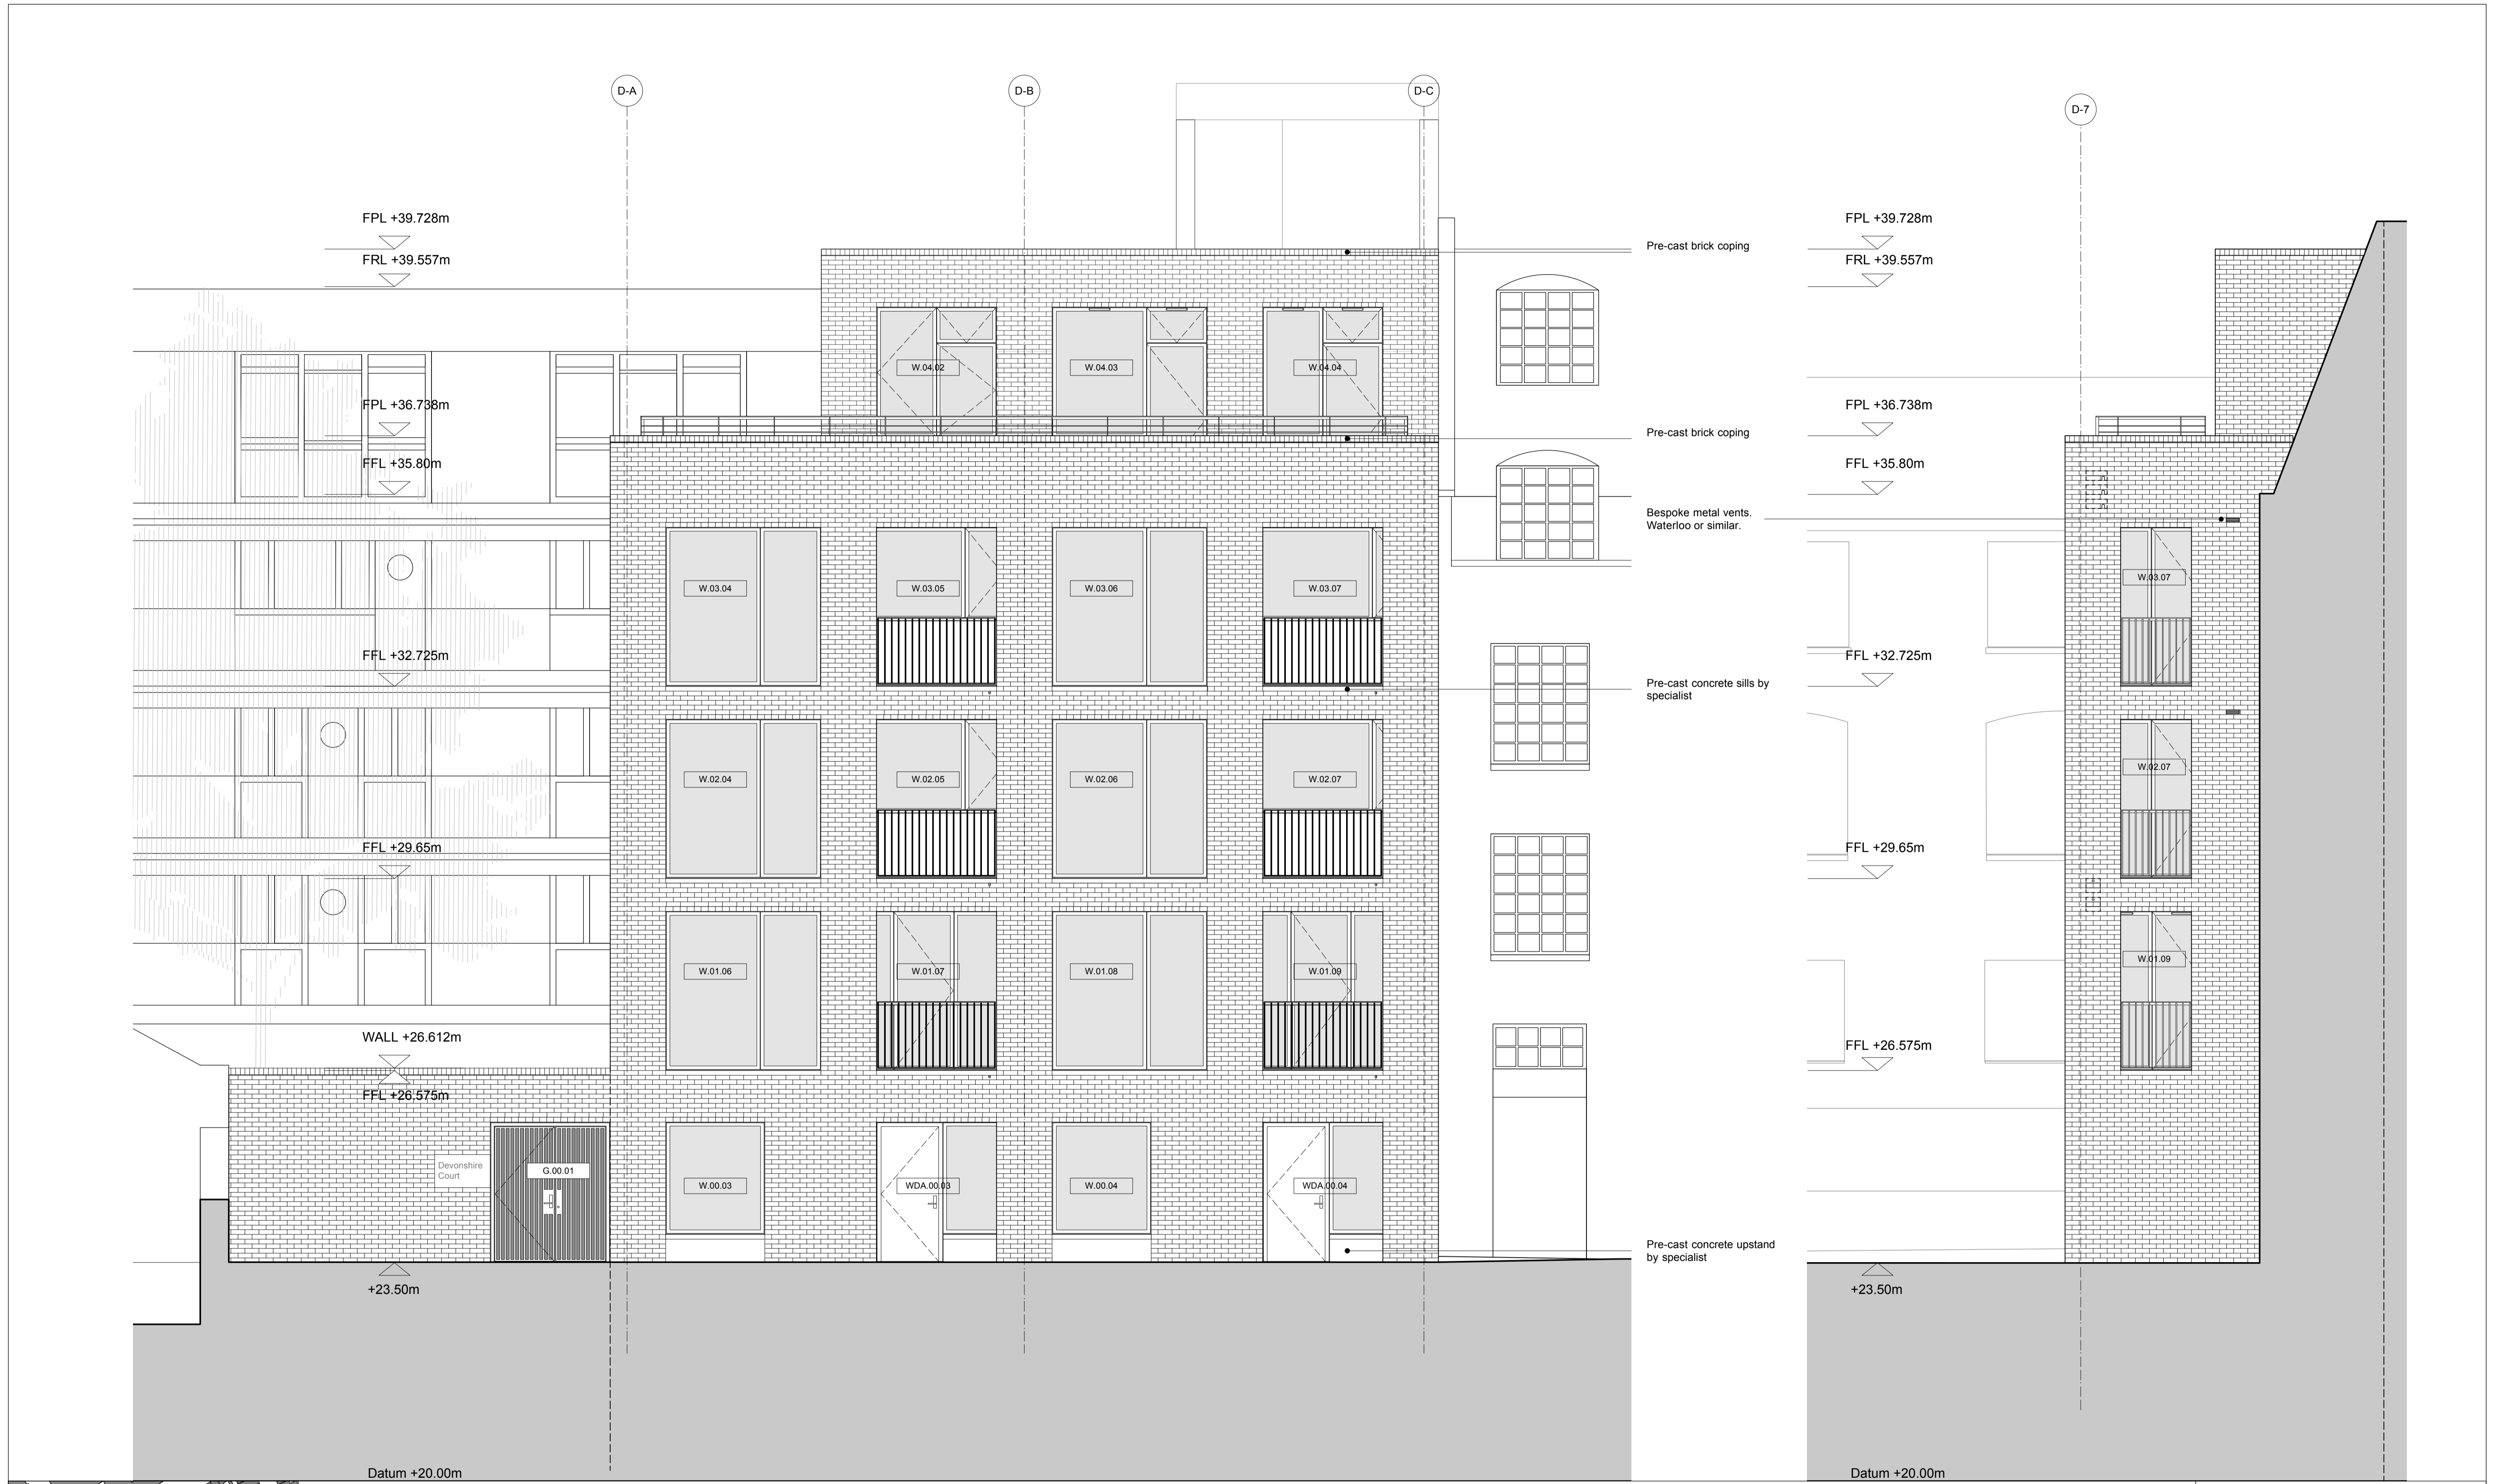 D-A
D-B
D-C
D-7
FPL +39.728m
FRL +39.557m
FPL +36.738m
FFL +35.80m
FFL +32.725m
FFL +29.65m
WALL +26.612m
FFL +26.575m
+23.50m
Datum +20.00m
W.04.02
W.04.03
W.04.04
W.03.04
W.03.05
W.03.06
W.03.07
W.02.04
W.02.05
W.02.06
W.02.07
W.01.06
W.01.07
W.01.08
W.01.09
Devonshire
Court
G.00.01
W.00.03
WDA.00.03
W.00.04
WDA.00.04
Pre-cast brick coping
Pre-cast brick coping
Bespoke metal vents.
Waterloo or similar.
Pre-cast concrete sills by
specialist
Pre-cast concrete upstand
by specialist
FPL +39.728m
FRL +39.557m
FPL +36.738m
FFL +35.80m
FFL +32.725m
FFL +29.65m
FFL +26.575m
+23.50m
Datum +20.00m
W.03.07
W.02.07
W.01.09